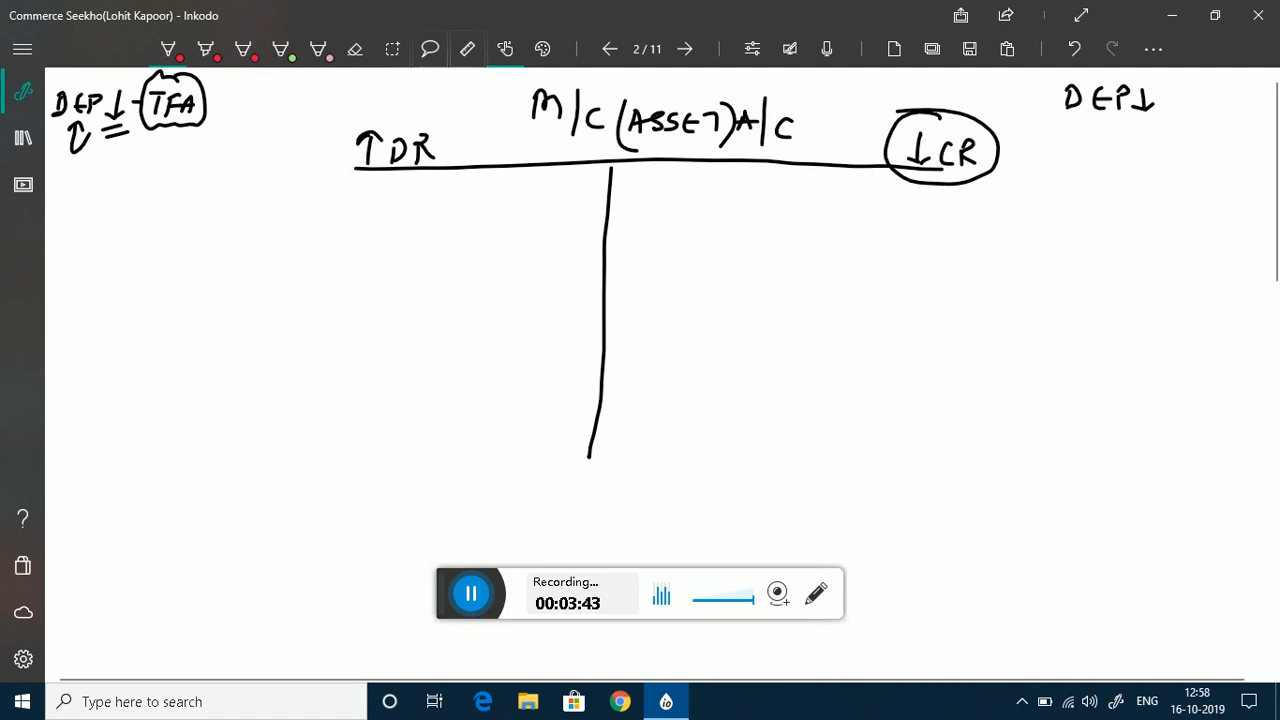 Commerce Seekho(Lohit Kapoor) - Inkodo
2/11
DEP↓ - TFA
M/C (ASSET) A/C
DEP↓
↑DR
↓CR
Recording...
00:03:43
Type here to search
ENG
12:58
16-10-2019